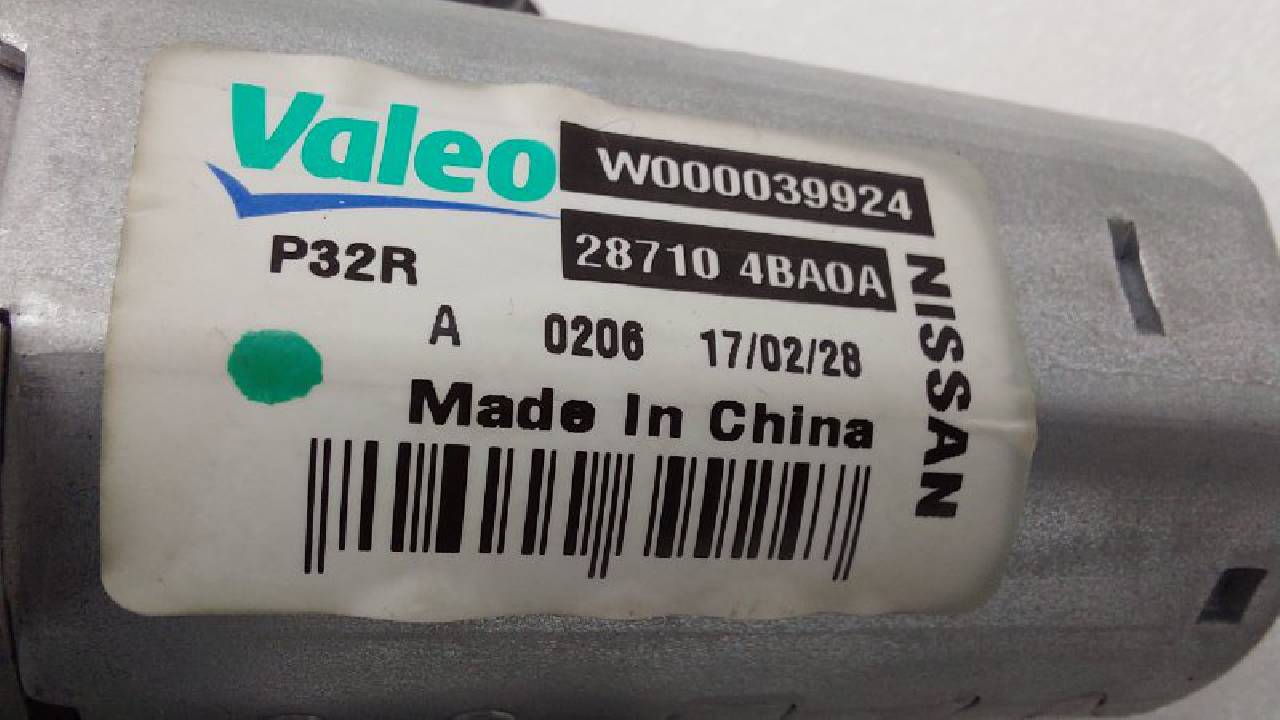 Valeo
W000039924
28710 4BA0A
P32R
A 0206 17/02/28
Made In China
NISSAN